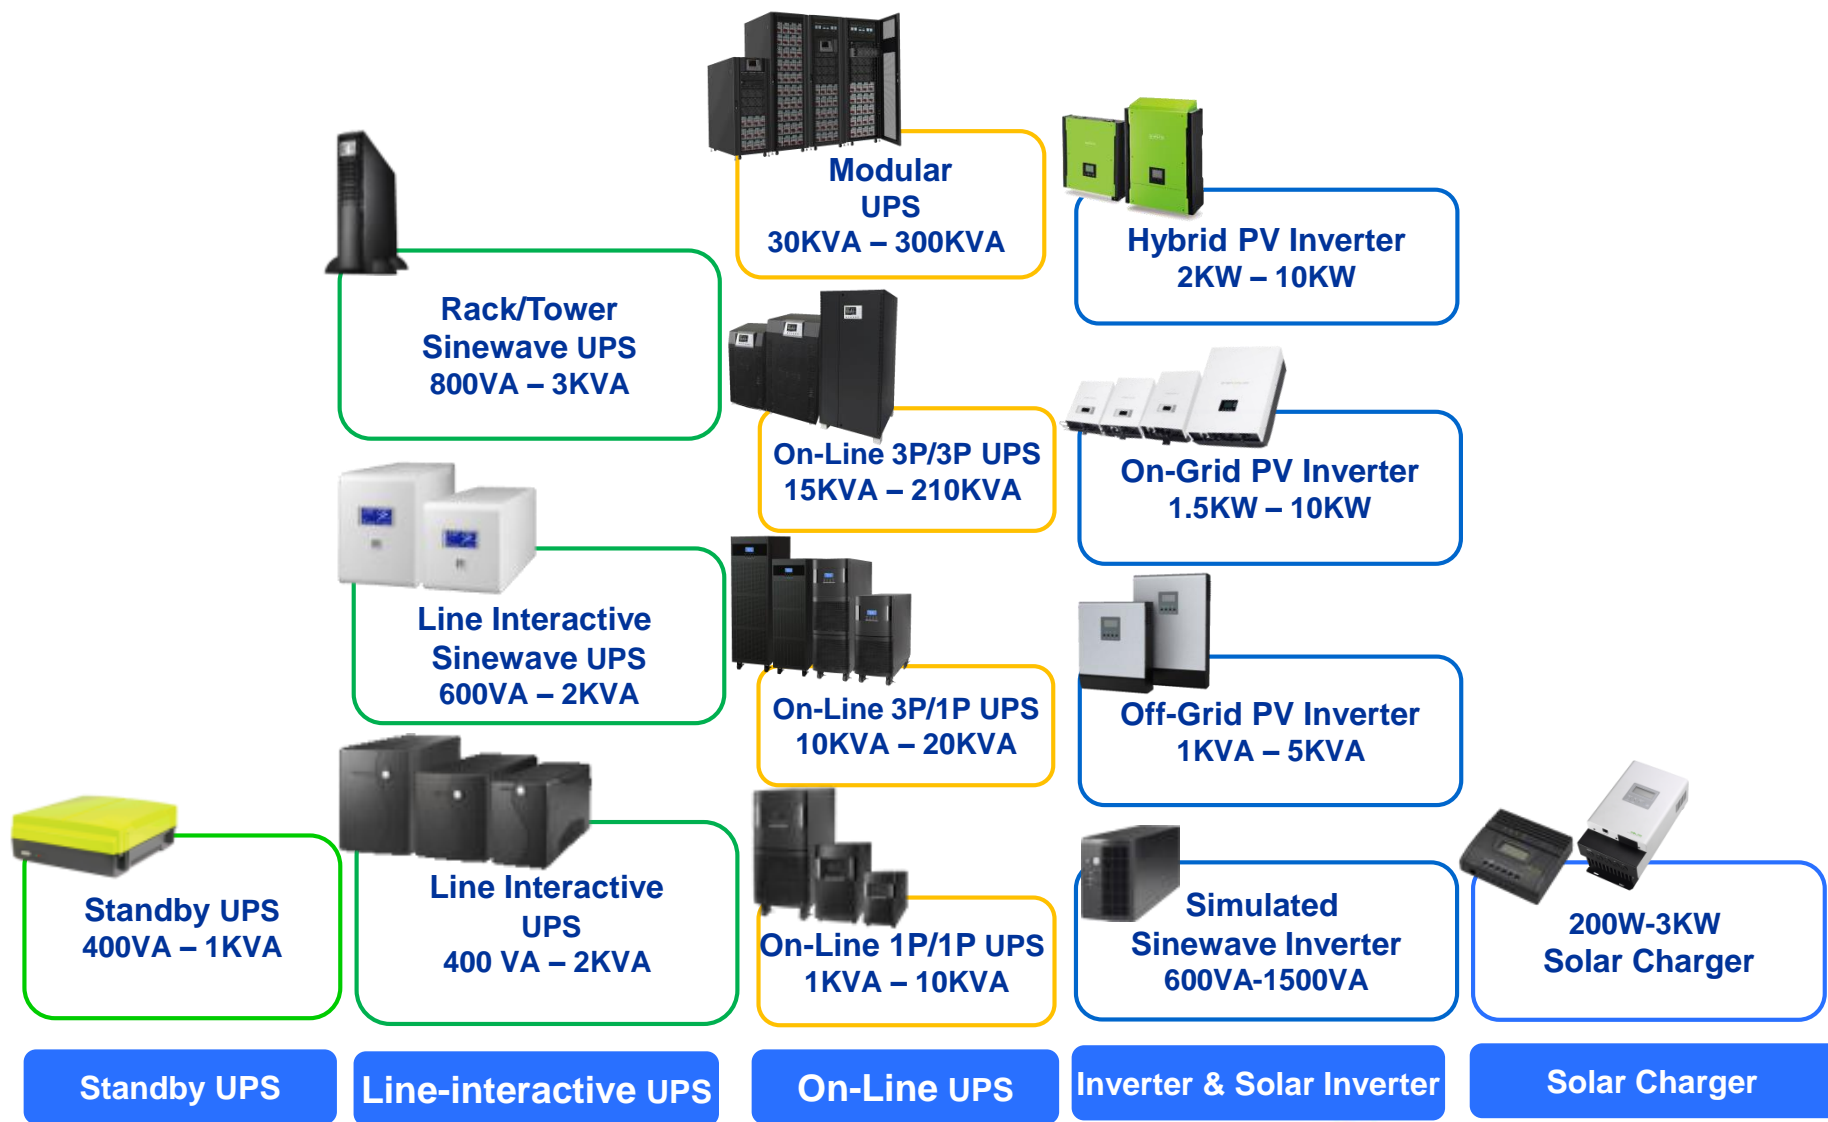 Modular
UPS
30KVA – 300KVA
Hybrid PV Inverter
2KW – 10KW
Rack/Tower
Sinewave UPS
800VA – 3KVA
On-Line 3P/3P UPS
15KVA – 210KVA
On-Grid PV Inverter
1.5KW – 10KW
Line Interactive
Sinewave UPS
600VA – 2KVA
On-Line 3P/1P UPS
10KVA – 20KVA
Off-Grid PV Inverter
1KVA – 5KVA
Standby UPS
400VA – 1KVA
Line Interactive
UPS
400 VA – 2KVA
On-Line 1P/1P UPS
1KVA – 10KVA
Simulated
Sinewave Inverter
600VA-1500VA
200W-3KW
Solar Charger
Standby UPS
Line-interactive UPS
On-Line UPS
Inverter & Solar Inverter
Solar Charger